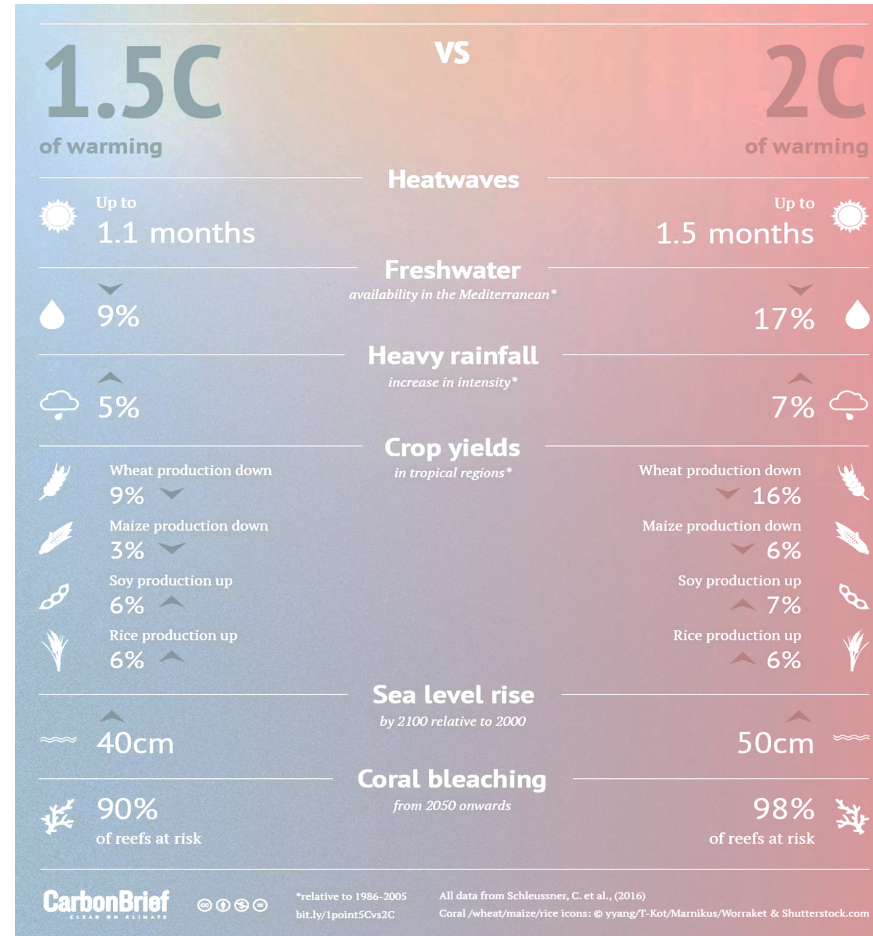 1.5C
VS
2C
of warming
of warming
Heatwaves
Up to
1.1 months
Up to
1.5 months
Freshwater
availability in the Mediterranean*
9%
17%
Heavy rainfall
increase in intensity*
5%
7%
Crop yields
in tropical regions*
Wheat production down
9%
Wheat production down
16%
Maize production down
3%
Maize production down
6%
Soy production up
6%
Soy production up
7%
Rice production up
6%
Rice production up
6%
Sea level rise
by 2100 relative to 2000
40cm
50cm
Coral bleaching
from 2050 onwards
90%
of reefs at risk
98%
of reefs at risk
CarbonBrief
CLEAR ON CLIMATE
*relative to 1986-2005
bit.ly/1point5Cvs2C
All data from Schleussner, C. et al., (2016)
Coral /wheat/maize/rice icons: © yyang/T-Kot/Marnikus/Worraket & Shutterstock.com